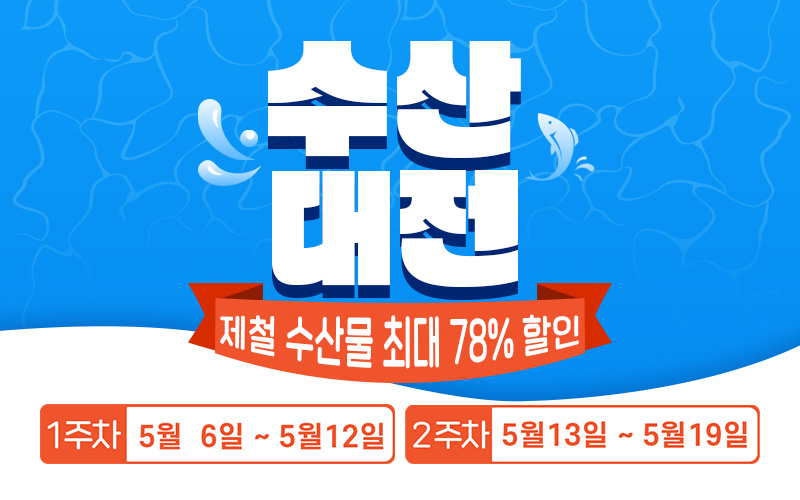 수산
대전
제철 수산물 최대 78% 할인
1주차 5월 6일 ~ 5월12일
2주차 5월13일 ~ 5월19일